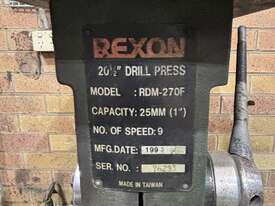 REXON
20½" DRILL PRESS
MODEL : RDM-270F
CAPACITY: 25MM (1")
NO. OF SPEED: 9
MFG.DATE: 199
SER. NO. :
MADE IN TAIWAN